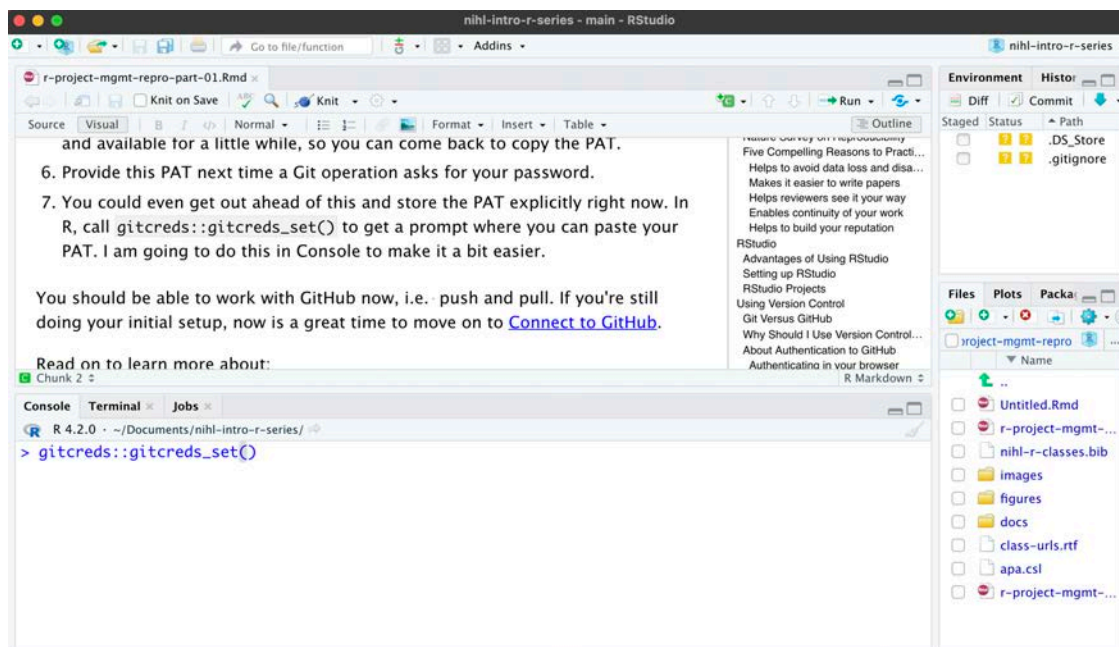 nihl-intro-r-series - main - RStudio
Go to file/function
Addins
nihl-intro-r-series
r-project-mgmt-repro-part-01.Rmd
Knit on Save
ABC
Knit
Run
Source Visual B I </> Normal Format Insert Table Outline
and available for a little while, so you can come back to copy the PAT.
6. Provide this PAT next time a Git operation asks for your password.
7. You could even get out ahead of this and store the PAT explicitly right now. In
R, call gitcreds::gitcreds_set() to get a prompt where you can paste your
PAT. I am going to do this in Console to make it a bit easier.
You should be able to work with GitHub now, i.e. push and pull. If you're still
doing your initial setup, now is a great time to move on to Connect to GitHub.
Read on to learn more about:
Nature Survey on Reproducibility
Five Compelling Reasons to Practi...
Helps to avoid data loss and disa...
Makes it easier to write papers
Helps reviewers see it your way
Enables continuity of your work
Helps to build your reputation
RStudio
Advantages of Using RStudio
Setting up RStudio
RStudio Projects
Using Version Control
Git Versus GitHub
Why Should I Use Version Control...
About Authentication to GitHub
Authenticating in your browser
Chunk 2
R Markdown
Console Terminal Jobs
R 4.2.0 · ~/Documents/nihl-intro-r-series/
> gitcreds::gitcreds_set()
Environment Histor
Diff Commit
Staged Status Path
? ? .DS_Store
? ? .gitignore
Files Plots Packa
project-mgmt-repro ...
Name
..
Untitled.Rmd
r-project-mgmt-...
nihl-r-classes.bib
images
figures
docs
class-urls.rtf
apa.csl
r-project-mgmt-...